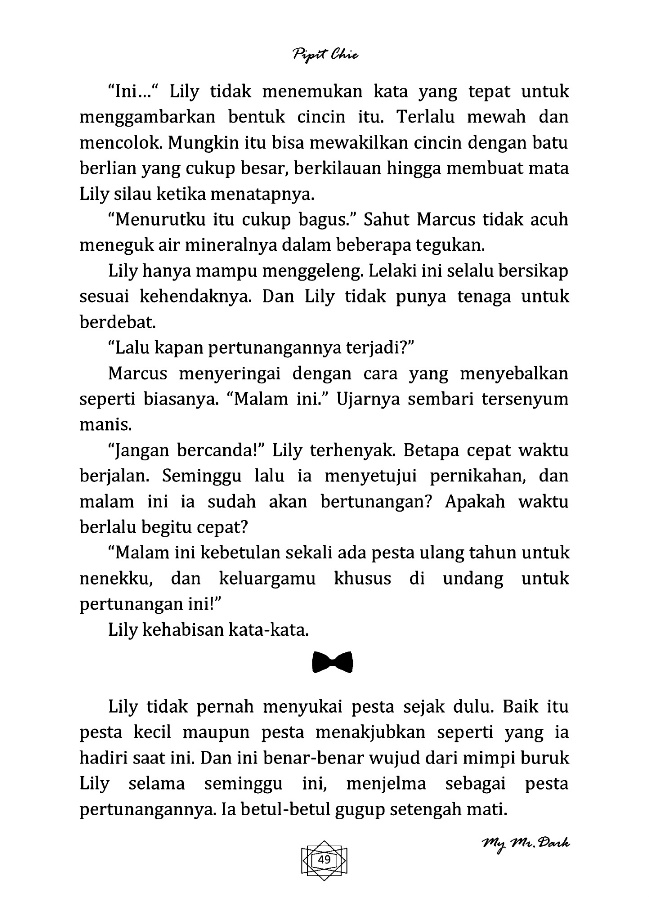 Pipit Chie
“Ini...“ Lily tidak menemukan kata yang tepat untuk
menggambarkan bentuk cincin itu. Terlalu mewah dan
mencolok. Mungkin itu bisa mewakilkan cincin dengan batu
berlian yang cukup besar, berkilauan hingga membuat mata
Lily silau ketika menatapnya.
“Menurutku itu cukup bagus.” Sahut Marcus tidak acuh
meneguk air mineralnya dalam beberapa tegukan.
Lily hanya mampu menggeleng. Lelaki ini selalu bersikap
sesuai kehendaknya. Dan Lily tidak punya tenaga untuk
berdebat.
“Lalu kapan pertunangannya terjadi?”
Marcus menyeringai dengan cara yang menyebalkan
seperti biasanya. “Malam ini.” Ujarnya sembari tersenyum
manis.
“Jangan bercanda!” Lily terhenyak. Betapa cepat waktu
berjalan. Seminggu lalu ia menyetujui pernikahan, dan
malam ini ia sudah akan bertunangan? Apakah waktu
berlalu begitu cepat?
“Malam ini kebetulan sekali ada pesta ulang tahun untuk
nenekku, dan keluargamu khusus di undang untuk
pertunangan ini!”
Lily kehabisan kata-kata.
Lily tidak pernah menyukai pesta sejak dulu. Baik itu
pesta kecil maupun pesta menakjubkan seperti yang ia
hadiri saat ini. Dan ini benar-benar wujud dari mimpi buruk
Lily selama seminggu ini, menjelma sebagai pesta
pertunangannya. Ia betul-betul gugup setengah mati.
My Mr. Dark
49